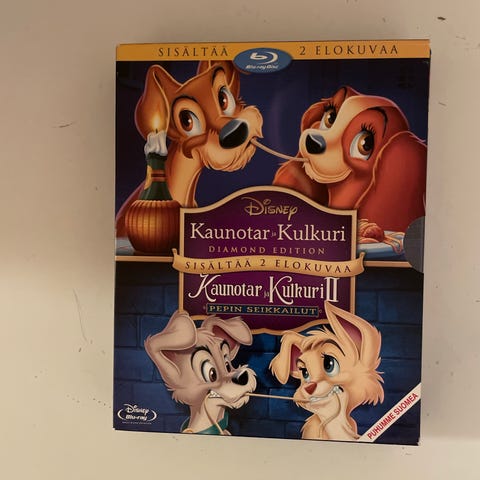 SISÄLTÄÄ
Blu-ray Disc
2 ELOKUVAA
Disney
Kaunotar ja Kulkuri
DIAMOND EDITION
SISÄLTÄÄ 2 ELOKUVAA
Kaunotar ja Kulkuri II
PEPIN SEIKKAILUT
Disney
Blu-ray
PUHUMME SUOMEA